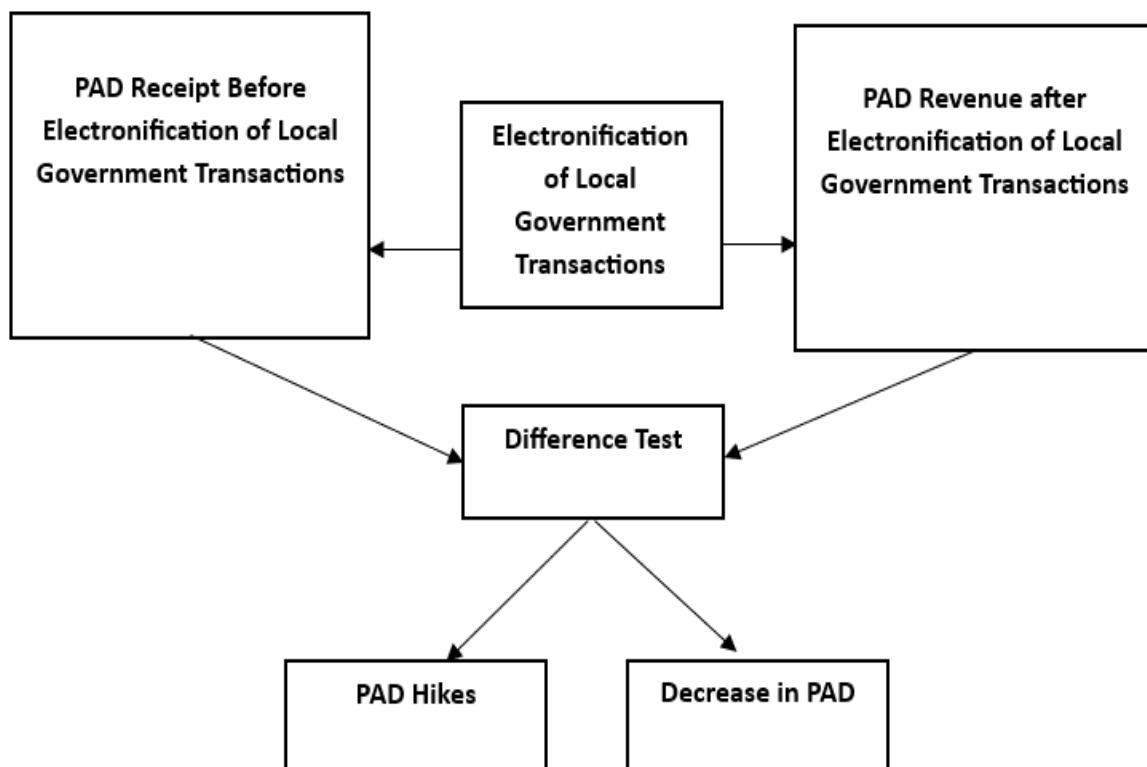 PAD Receipt Before
Electronification of Local
Government Transactions
Electronification
of Local
Government
Transactions
PAD Revenue after
Electronification of Local
Government Transactions
Difference Test
PAD Hikes
Decrease in PAD